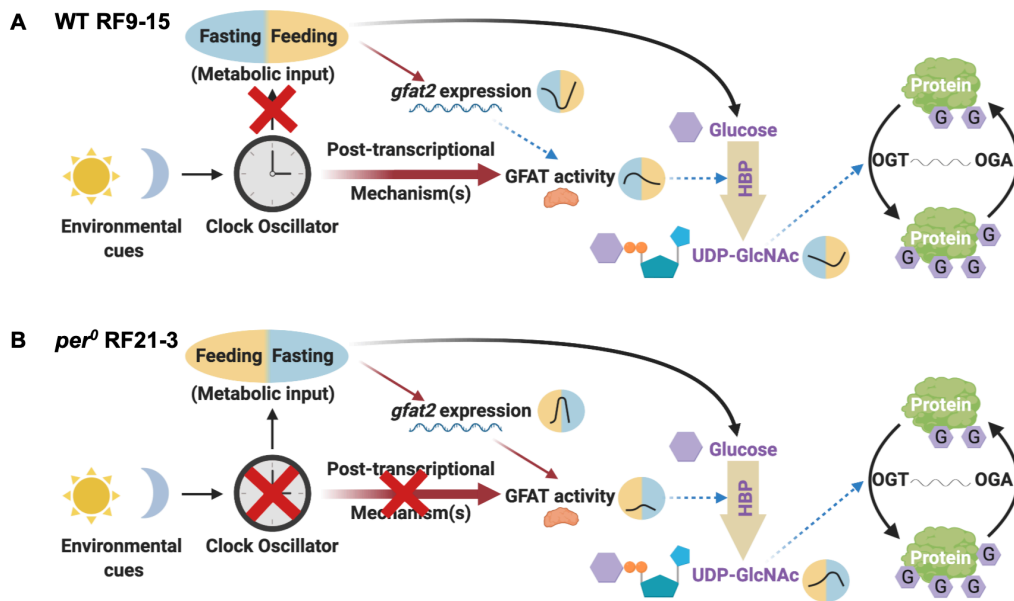 A WT RF9-15
Fasting Feeding
(Metabolic input)
gfat2 expression
Glucose
Post-transcriptional
Mechanism(s)
GFAT activity
HBP
UDP-GlcNAc
Environmental
cues
Clock Oscillator
Protein
G G
OGT OGA
Protein
G
G G G
B per⁰ RF21-3
Feeding Fasting
(Metabolic input)
gfat2 expression
Glucose
Post-transcriptional
Mechanism(s)
GFAT activity
HBP
UDP-GlcNAc
Environmental
cues
Clock Oscillator
Protein
G G
OGT OGA
Protein
G
G G G